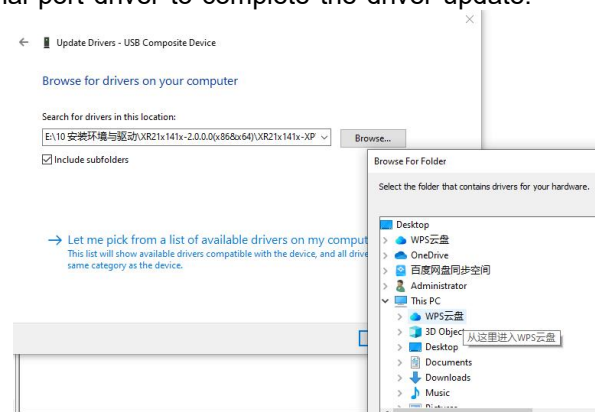 nal port driver to complete the driver update.
Update Drivers - USB Composite Device
Browse for drivers on your computer
Search for drivers in this location:
E:\10 安装环境与驱动\XR21x141x-2.0.0.0(x86&x64)\XR21x141x-XP
Browse...
Include subfolders
Let me pick from a list of available drivers on my comput
This list will show available drivers compatible with the device, and all drive
same category as the device.
Browse For Folder
Select the folder that contains drivers for your hardware.
Desktop
WPS云盘
OneDrive
百度网盘同步空间
Administrator
This PC
WPS云盘
3D Objec
从这里进入WPS云盘
Desktop
Documents
Downloads
Music